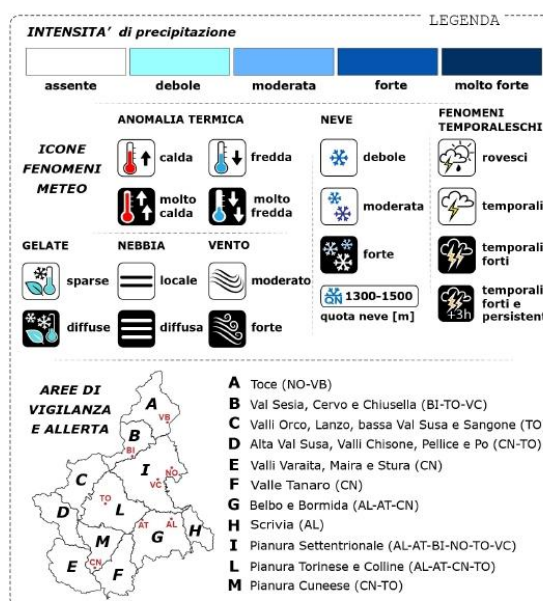 LEGENDA
INTENSITA' di precipitazione
assente debole moderata forte molto forte
ICONE
FENOMENI
METEO
ANOMALIA TERMICA
calda fredda
molto
calda
molto
fredda
NEVE
debole
moderata
forte
1300-1500
quota neve [m]
FENOMENI
TEMPORALESCHI
rovesci
temporali
temporali
forti
+3h
temporali
forti e
persistent
GELATE
sparse
diffuse
NEBBIA
locale
diffusa
VENTO
moderato
forte
AREE DI
VIGILANZA
E ALLERTA
A
VB
B
BI
C
I
NO
VC
TO
D
L
AT
AL
M
G
H
CN
E
F
A Toce (NO-VB)
B Val Sesia, Cervo e Chiusella (BI-TO-VC)
C Valli Orco, Lanzo, bassa Val Susa e Sangone (TO
D Alta Val Susa, Valli Chisone, Pellice e Po (CN-TO)
E Valli Varaita, Maira e Stura (CN)
F Valle Tanaro (CN)
G Belbo e Bormida (AL-AT-CN)
H Scrivia (AL)
I Pianura Settentrionale (AL-AT-BI-NO-TO-VC)
L Pianura Torinese e Colline (AL-AT-CN-TO)
M Pianura Cuneese (CN-TO)